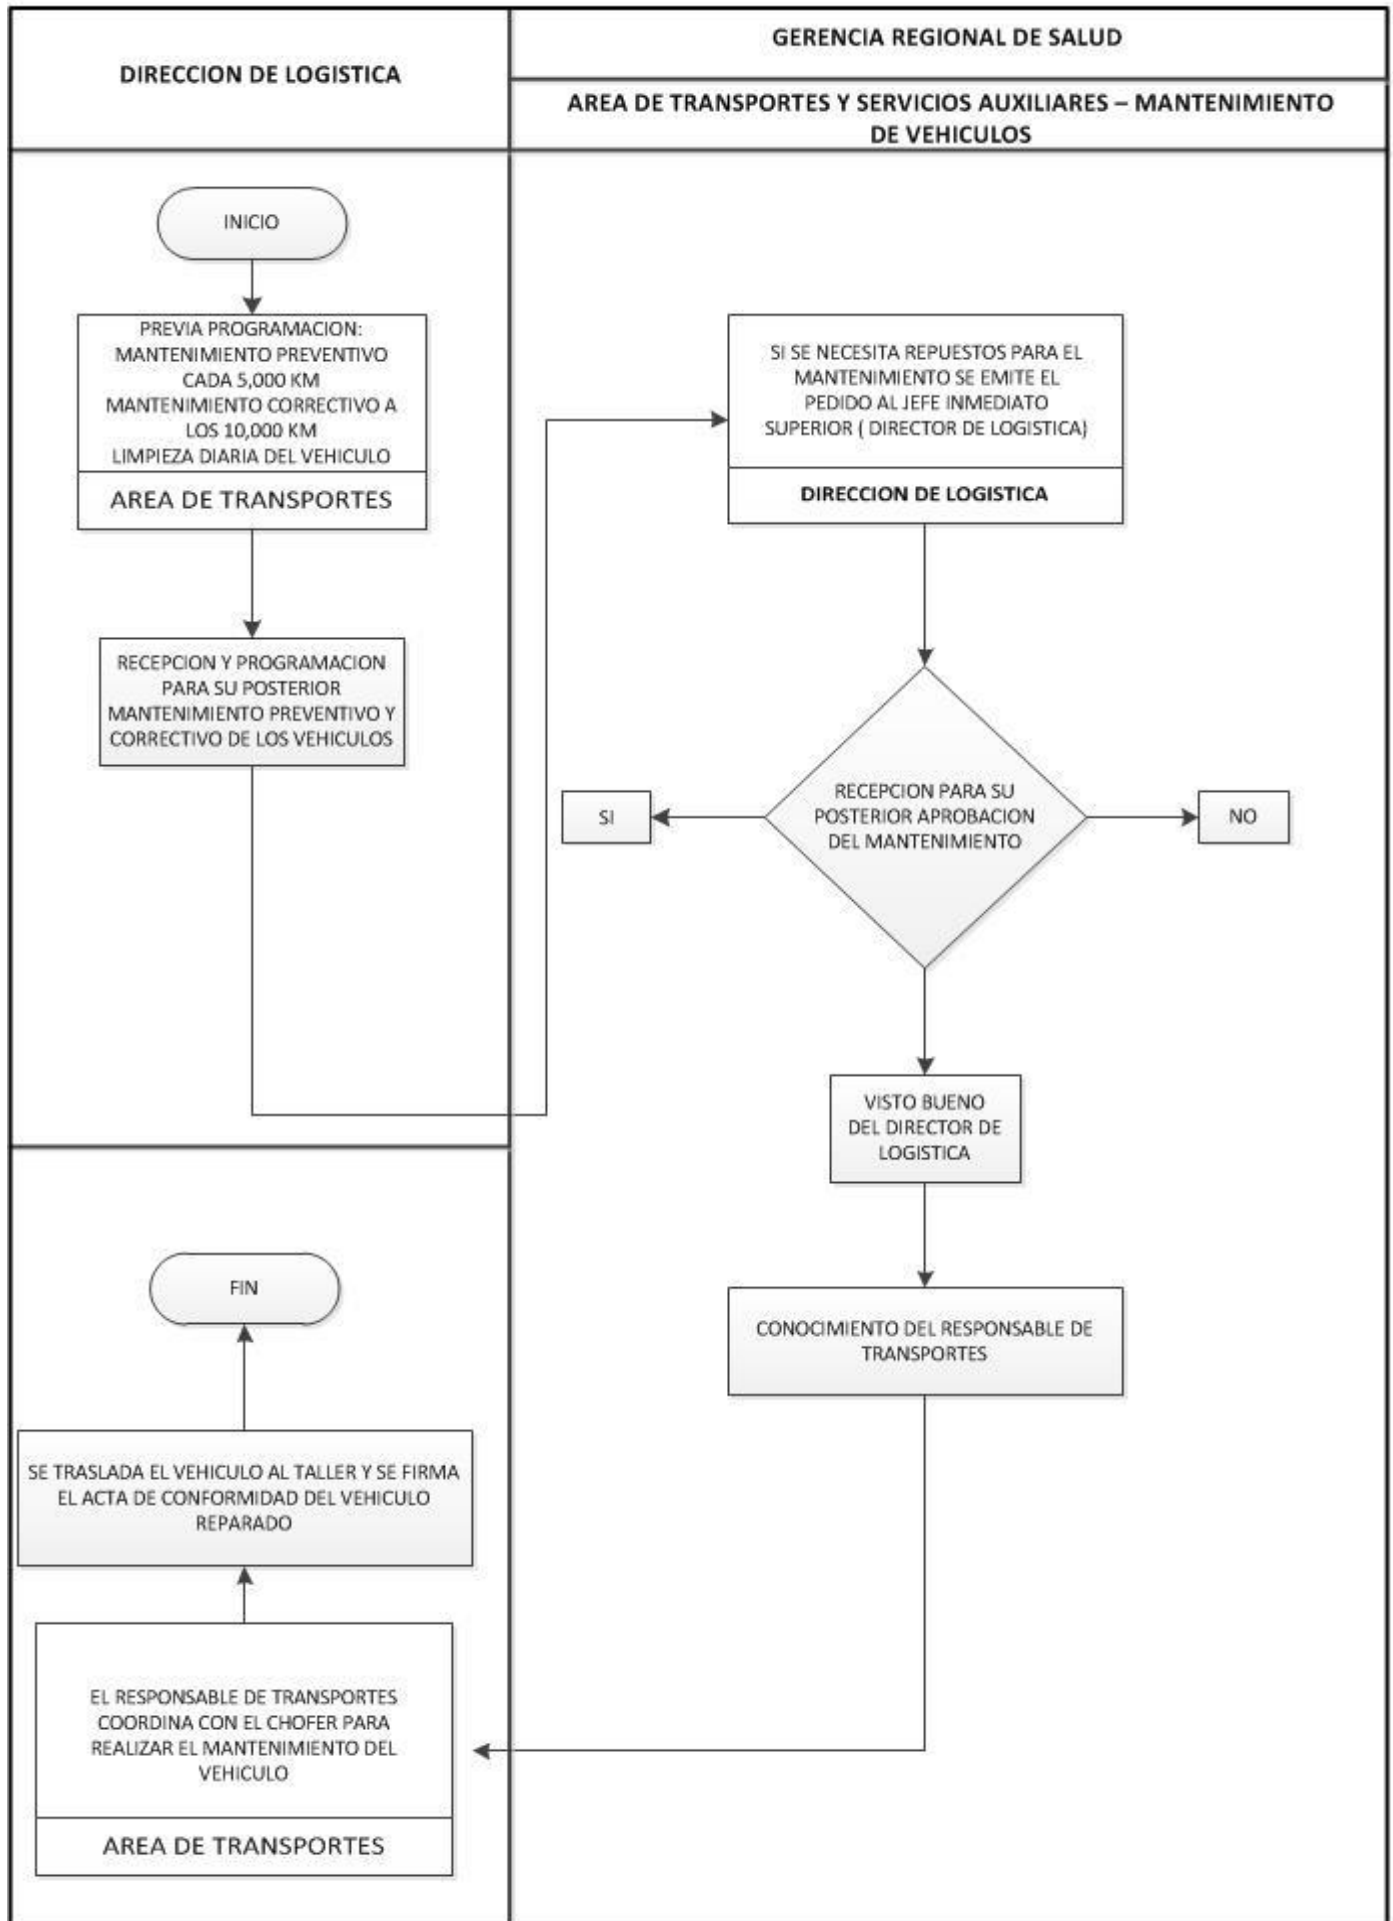 DIRECCION DE LOGISTICA
GERENCIA REGIONAL DE SALUD
AREA DE TRANSPORTES Y SERVICIOS AUXILIARES – MANTENIMIENTO
DE VEHICULOS
INICIO
PREVIA PROGRAMACION:
MANTENIMIENTO PREVENTIVO
CADA 5,000 KM
MANTENIMIENTO CORRECTIVO A
LOS 10,000 KM
LIMPIEZA DIARIA DEL VEHICULO
AREA DE TRANSPORTES
RECEPCION Y PROGRAMACION
PARA SU POSTERIOR
MANTENIMIENTO PREVENTIVO Y
CORRECTIVO DE LOS VEHICULOS
SI SE NECESITA REPUESTOS PARA EL
MANTENIMIENTO SE EMITE EL
PEDIDO AL JEFE INMEDIATO
SUPERIOR ( DIRECTOR DE LOGISTICA)
DIRECCION DE LOGISTICA
RECEPCION PARA SU
POSTERIOR APROBACION
DEL MANTENIMIENTO
SI
NO
VISTO BUENO
DEL DIRECTOR DE
LOGISTICA
CONOCIMIENTO DEL RESPONSABLE DE
TRANSPORTES
EL RESPONSABLE DE TRANSPORTES
COORDINA CON EL CHOFER PARA
REALIZAR EL MANTENIMIENTO DEL
VEHICULO
AREA DE TRANSPORTES
SE TRASLADA EL VEHICULO AL TALLER Y SE FIRMA
EL ACTA DE CONFORMIDAD DEL VEHICULO
REPARADO
FIN